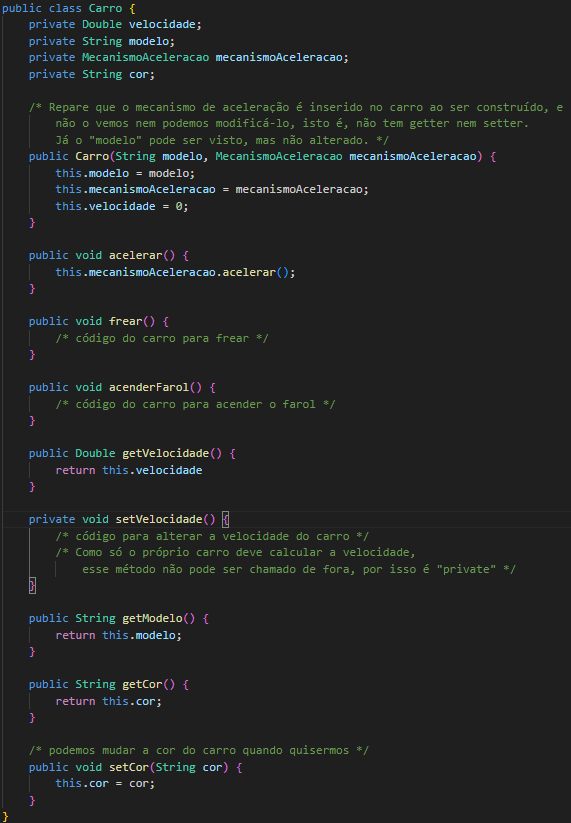 public class Carro {
    private Double velocidade;
    private String modelo;
    private MecanismoAceleracao mecanismoAceleracao;
    private String cor;

    /* Repare que o mecanismo de aceleração é inserido no carro ao ser construído, e
        não o vemos nem podemos modificá-lo, isto é, não tem getter nem setter.
        Já o "modelo" pode ser visto, mas não alterado. */
    public Carro(String modelo, MecanismoAceleracao mecanismoAceleracao) {
        this.modelo = modelo;
        this.mecanismoAceleracao = mecanismoAceleracao;
        this.velocidade = 0;
    }

    public void acelerar() {
        this.mecanismoAceleracao.acelerar();
    }

    public void frear() {
        /* código do carro para frear */
    }

    public void acenderFarol() {
        /* código do carro para acender o farol */
    }

    public Double getVelocidade() {
        return this.velocidade
    }

    private void setVelocidade() {
        /* código para alterar a velocidade do carro */
        /* Como só o próprio carro deve calcular a velocidade,
            esse método não pode ser chamado de fora, por isso é "private" */
    }

    public String getModelo() {
        return this.modelo;
    }

    public String getCor() {
        return this.cor;
    }

    /* podemos mudar a cor do carro quando quisermos */
    public void setCor(String cor) {
        this.cor = cor;
    }
}